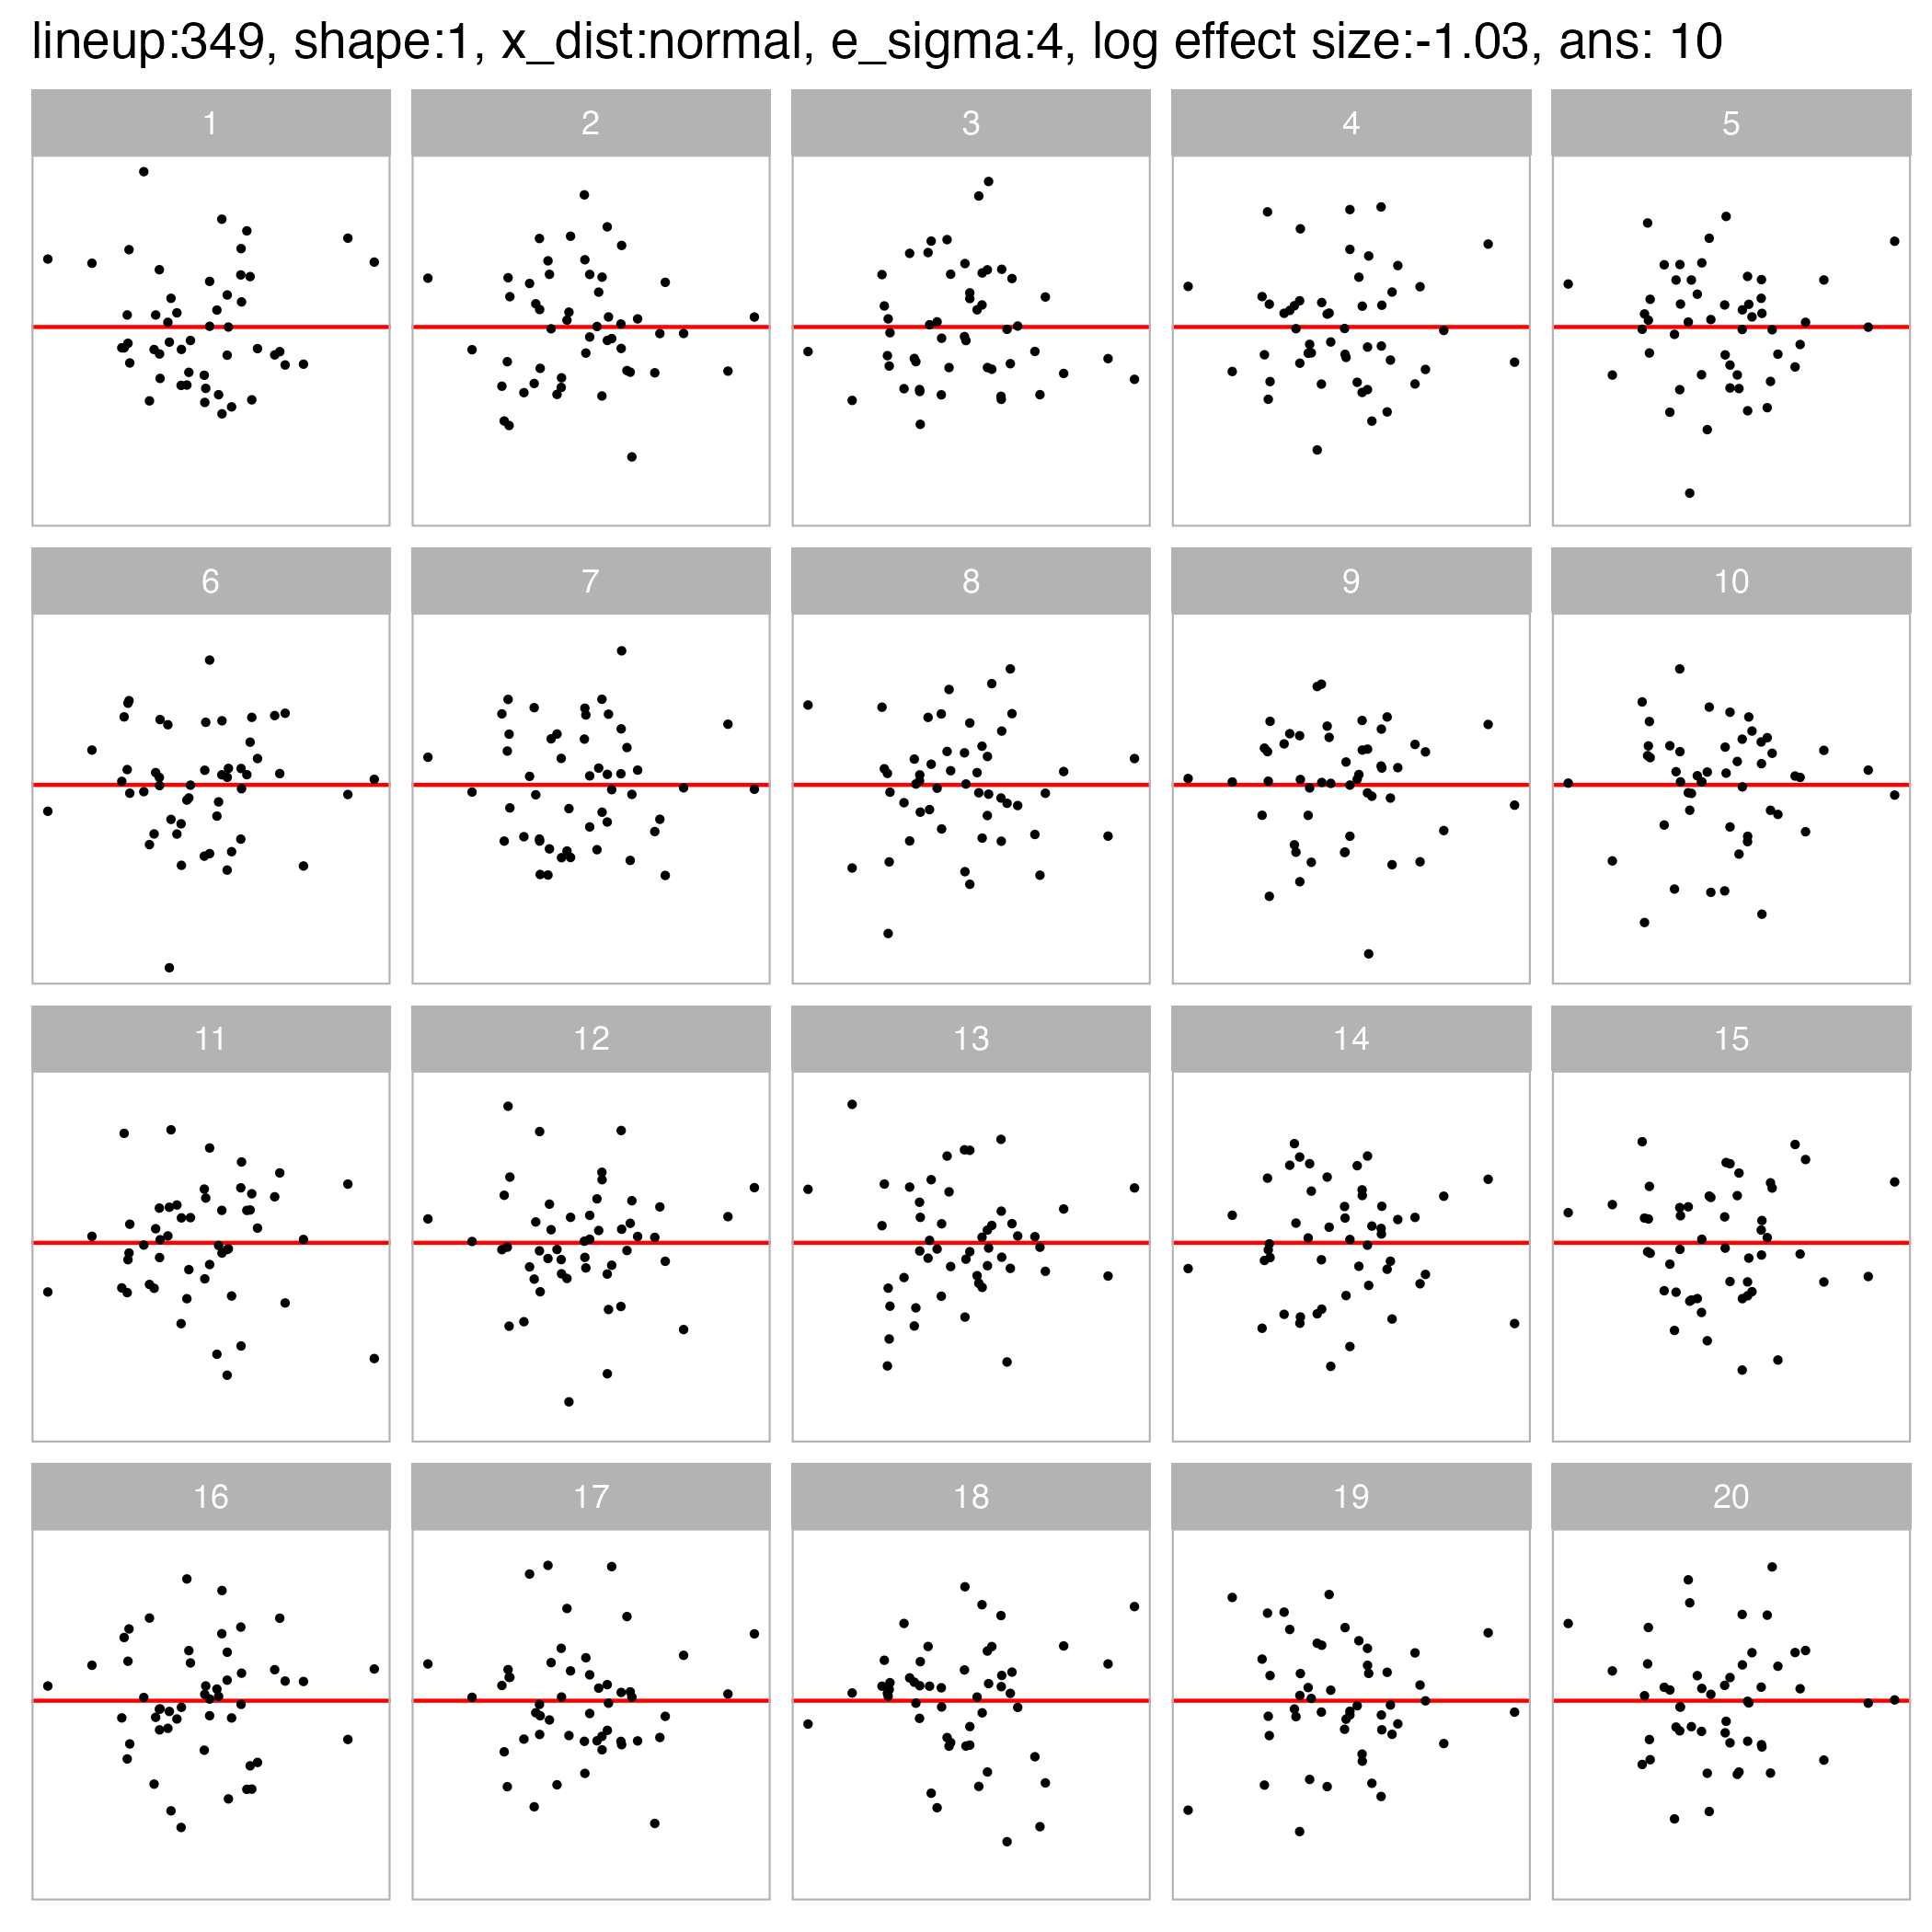 lineup:349, shape:1, x_dist:normal, e_sigma:4, log effect size:-1.03, ans: 10
1 2 3 4 5
6 7 8 9 10
11 12 13 14 15
16 17 18 19 20